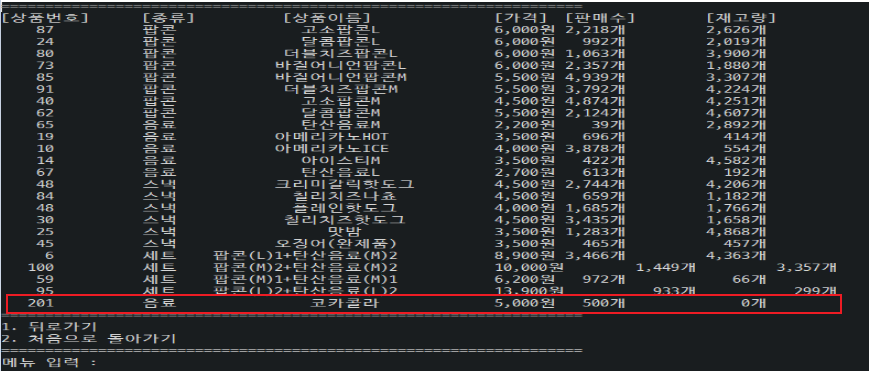 ================================================================
[상품번호] [종류] [상품이름] [가격] [판매수] [재고량]
87 팝콘 고소팝콘L 6,000원 2,218개 2,626개
24 팝콘 달콤팝콘L 6,000원 992개 2,019개
80 팝콘 더블치즈팝콘L 6,000원 1,063개 3,900개
73 팝콘 바질어니언팝콘L 6,000원 2,357개 1,880개
85 팝콘 바질어니언팝콘M 5,500원 4,939개 3,307개
91 팝콘 더블치즈팝콘M 5,500원 3,792개 4,224개
40 팝콘 고소팝콘M 4,500원 4,874개 4,251개
62 팝콘 달콤팝콘M 5,500원 2,124개 4,607개
65 음료 탄산음료M 2,200원 39개 2,892개
19 음료 아메리카노HOT 3,500원 696개 414개
10 음료 아메리카노ICE 4,000원 3,878개 554개
14 음료 아이스티M 3,500원 422개 4,582개
67 음료 탄산음료L 2,700원 613개 192개
48 스낵 크리미갈릭핫도그 4,500원 2,744개 4,206개
84 스낵 칠리치즈나쵸 4,500원 659개 1,182개
48 스낵 플레인핫도그 4,000원 1,685개 1,766개
30 스낵 칠리치즈핫도그 4,500원 3,435개 1,658개
25 스낵 맛밤 3,500원 1,283개 4,868개
45 스낵 오징어(완제품) 3,500원 465개 457개
6 세트 팝콘(L)1+탄산음료(M)2 8,900원 3,466개 4,363개
100 세트 팝콘(M)2+탄산음료(M)2 10,000원 1,449개 3,357개
59 세트 팝콘(M)1+탄산음료(M)1 6,200원 972개 66개
95 세트 팝콘(L)2+탄산음료(L)2 13,900원 933개 299개
201 음료 코카콜라 5,000원 500개 0개
================================================================
1. 뒤로가기
2. 처음으로 돌아가기
================================================================
메뉴 입력 :